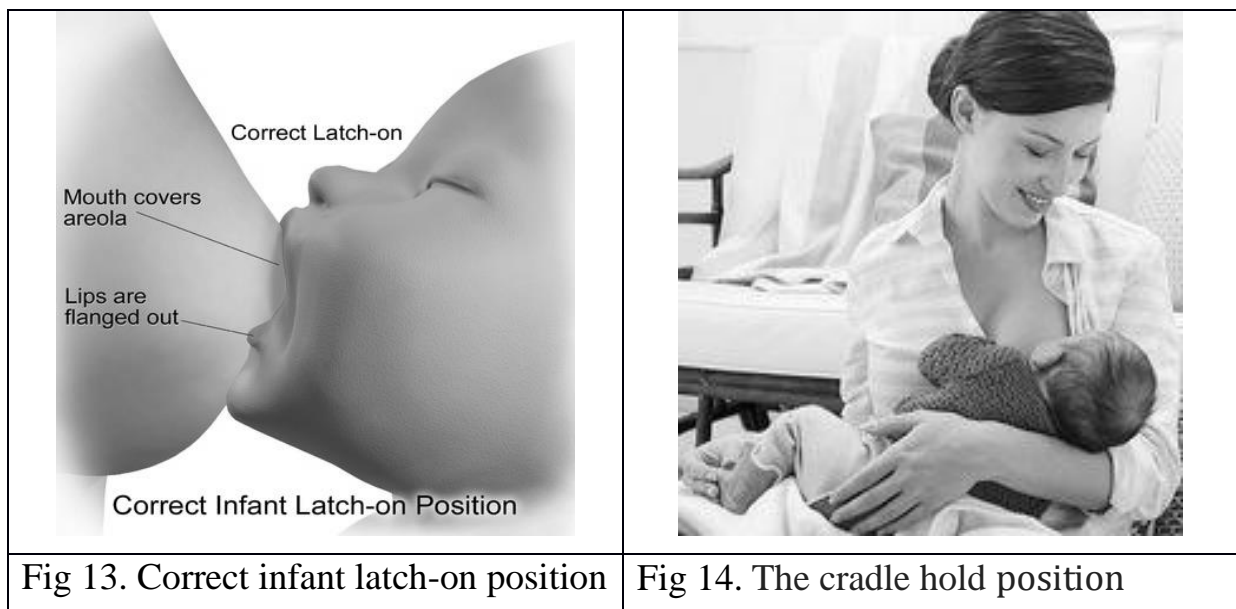 Correct Latch-on
Mouth covers
areola
Lips are
flanged out
Correct Infant Latch-on Position
Fig 13. Correct infant latch-on position
Fig 14. The cradle hold position